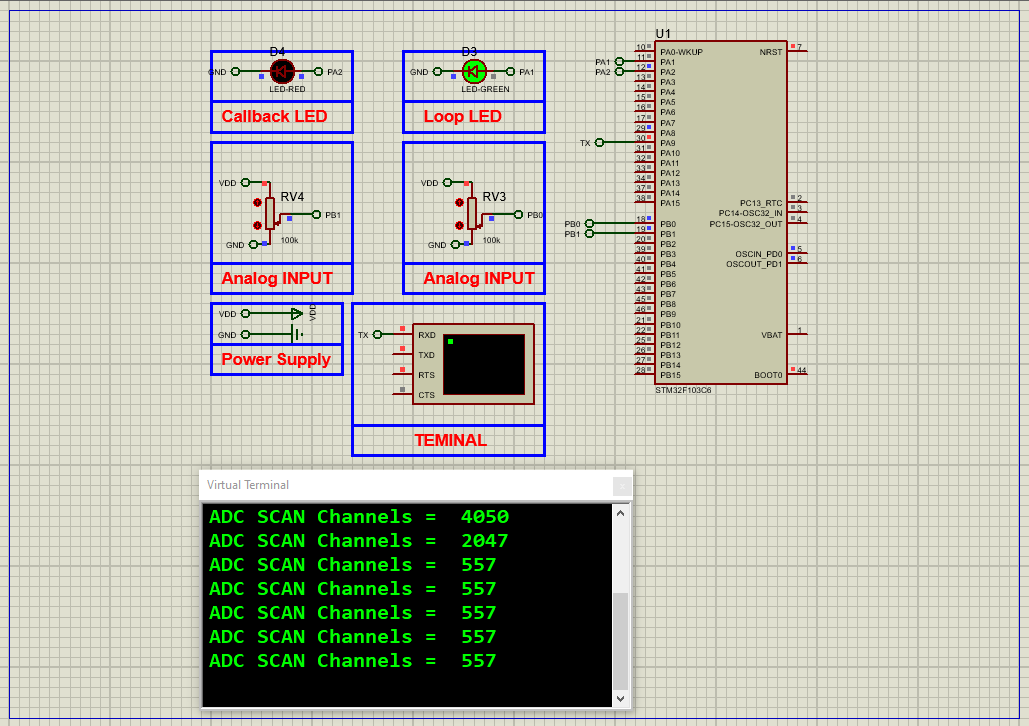 D4
GND PA2
LED-RED
Callback LED
D3
GND PA1
LED-GREEN
Loop LED
VDD
RV4
PB1
GND 100k
Analog INPUT
VDD
RV3
PB0
GND 100k
Analog INPUT
VDD VDD
GND
Power Supply
TX RXD
TXD
RTS
CTS
TEMINAL
U1
10 PA0-WKUP NRST 7
PA1 11 PA1
PA2 12 PA2
13 PA3
14 PA4
15 PA5
16 PA6
17 PA7
29 PA8
TX 30 PA9
31 PA10
32 PA11
33 PA12
34 PA13
37 PA14
38 PA15
PC13_RTC 2
PC14-OSC32_IN 3
PC15-OSC32_OUT 4
PB0 18 PB0
PB1 19 PB1
20 PB2
39 PB3 OSCIN_PD0 5
40 PB4 OSCOUT_PD1 6
41 PB5
42 PB6
43 PB7
45 PB8
46 PB9
21 PB10
22 PB11 VBAT 1
25 PB12
26 PB13
27 PB14
28 PB15 BOOT0 44
STM32F103C6
Virtual Terminal
x
ADC SCAN Channels = 4050
ADC SCAN Channels = 2047
ADC SCAN Channels = 557
ADC SCAN Channels = 557
ADC SCAN Channels = 557
ADC SCAN Channels = 557
ADC SCAN Channels = 557